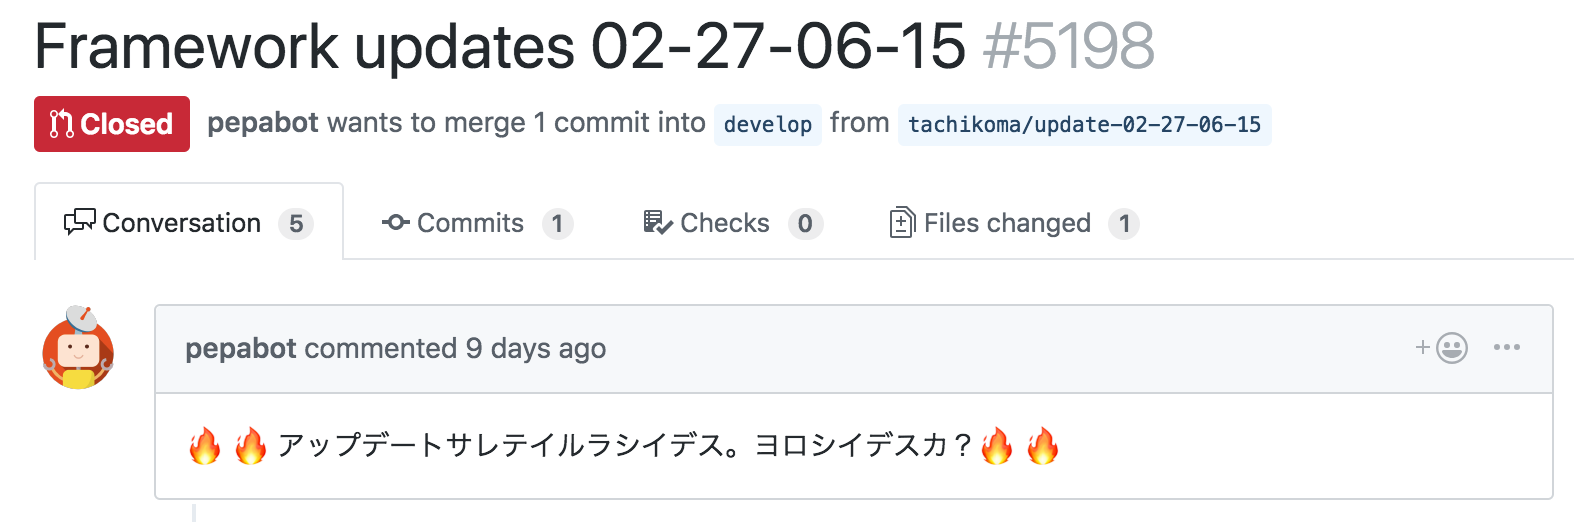 Framework updates 02-27-06-15 #5198
Closed pepabot wants to merge 1 commit into develop from tachikoma/update-02-27-06-15
Conversation 5 Commits 1 Checks 0 Files changed 1
pepabot commented 9 days ago
🔥 🔥 アップデートサレテイルラシイデス。ヨロシイデスカ？🔥 🔥